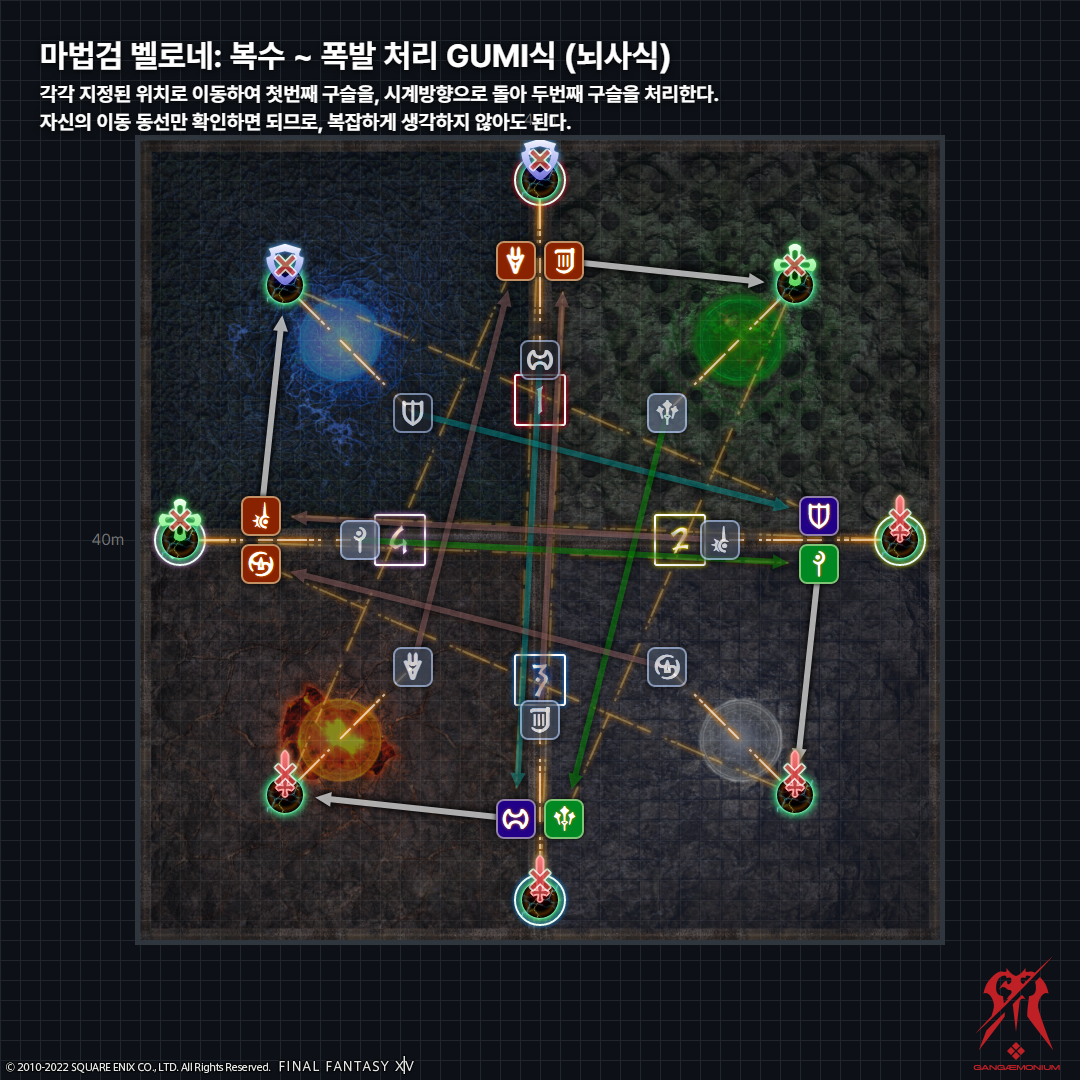 마법검 벨로네: 복수 ~ 폭발 처리 GUMI식 (뇌사식)
각각 지정된 위치로 이동하여 첫번째 구슬을, 시계방향으로 돌아 두번째 구슬을 처리한다.
자신의 이동 동선만 확인하면 되므로, 복잡하게 생각하지 않아도 된다.
1
40m
4
2
3
© 2010-2022 SQUARE ENIX CO., LTD. All Rights Reserved. FINAL FANTASY XIV
GANGÆMONIUM